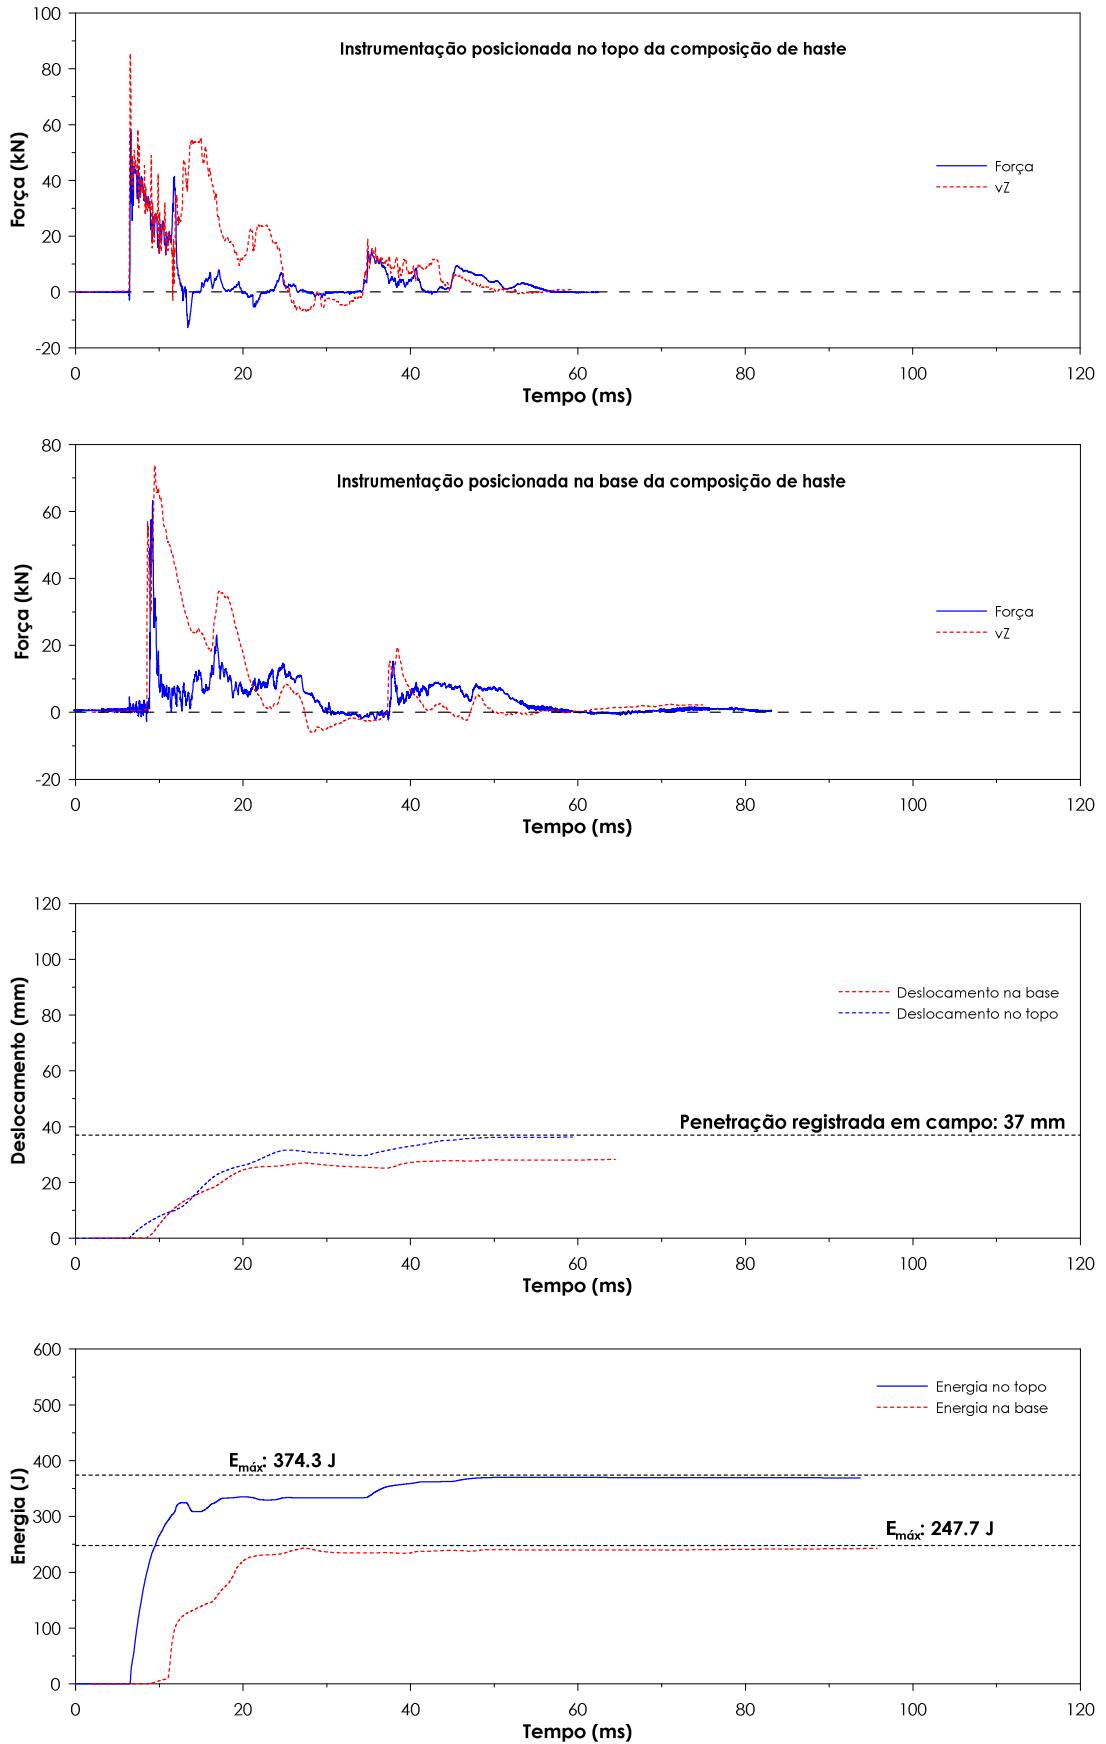 Instrumentação posicionada no topo da composição de haste
Força (kN)
100
80
60
40
20
0
-20
Força
vZ
0 20 40 60 80 100 120
Tempo (ms)
Instrumentação posicionada na base da composição de haste
Força (kN)
80
60
40
20
0
-20
Força
vZ
0 20 40 60 80 100 120
Tempo (ms)
Deslocamento (mm)
120
100
80
60
40
20
0
Deslocamento na base
Deslocamento no topo
Penetração registrada em campo: 37 mm
0 20 40 60 80 100 120
Tempo (ms)
Energia (J)
600
500
400
300
200
100
0
Energia no topo
Energia na base
Emáx: 374.3 J
Emáx: 247.7 J
0 20 40 60 80 100 120
Tempo (ms)